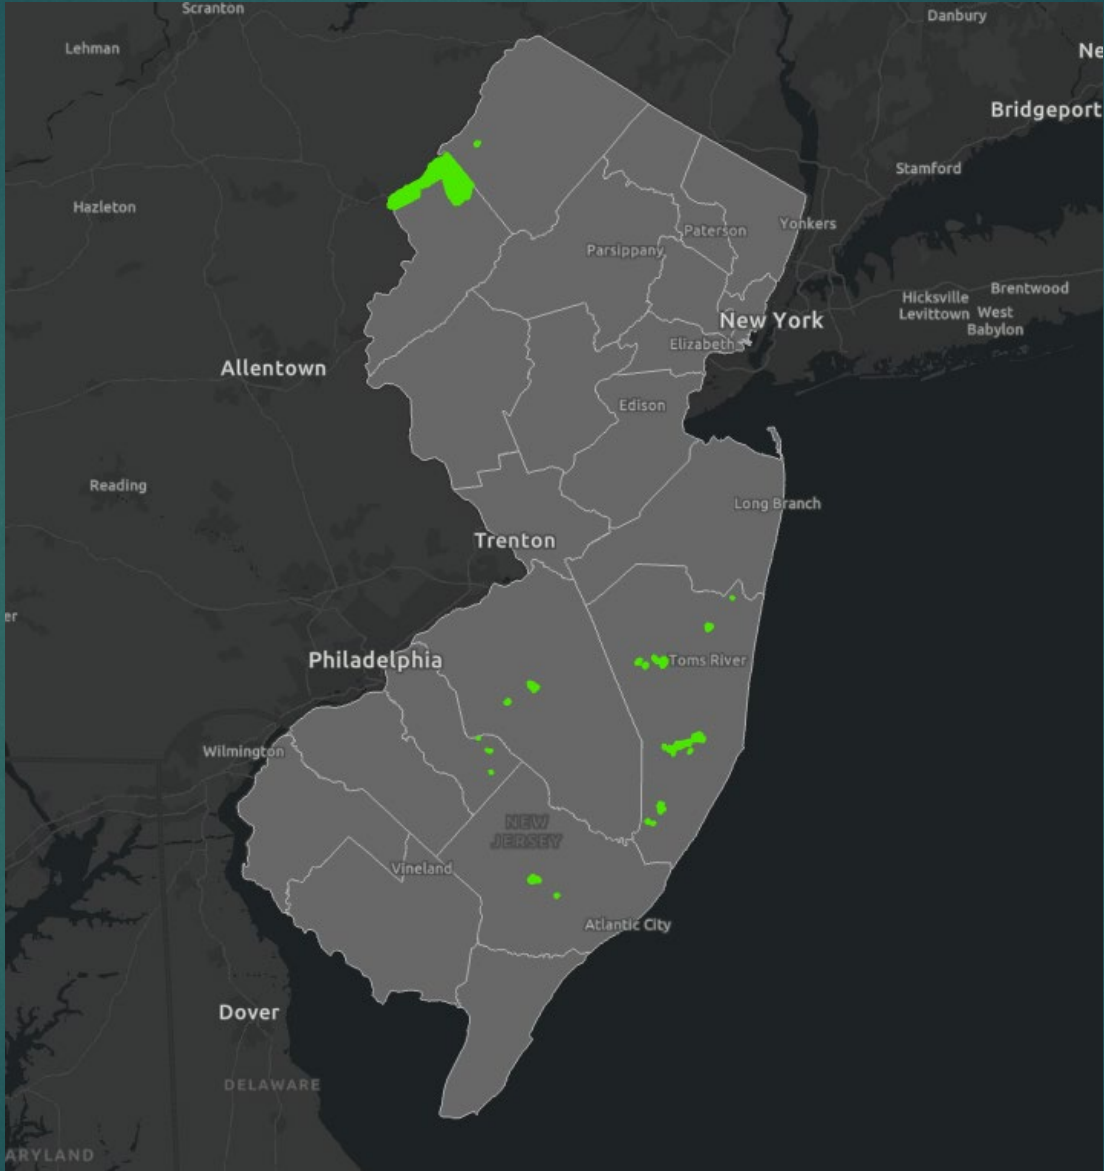 Scranton
Danbury
Lehman
Ne
Bridgeport
Stamford
Hazleton
Paterson
Yonkers
Parsippany
Hicksville
Brentwood
Levittown
West
Babylon
New York
Elizabeth
Allentown
Edison
Reading
Long Branch
Trenton
er
Philadelphia
Toms River
Wilmington
NEW
JERSEY
Vineland
Atlantic City
Dover
DELAWARE
ARYLAND